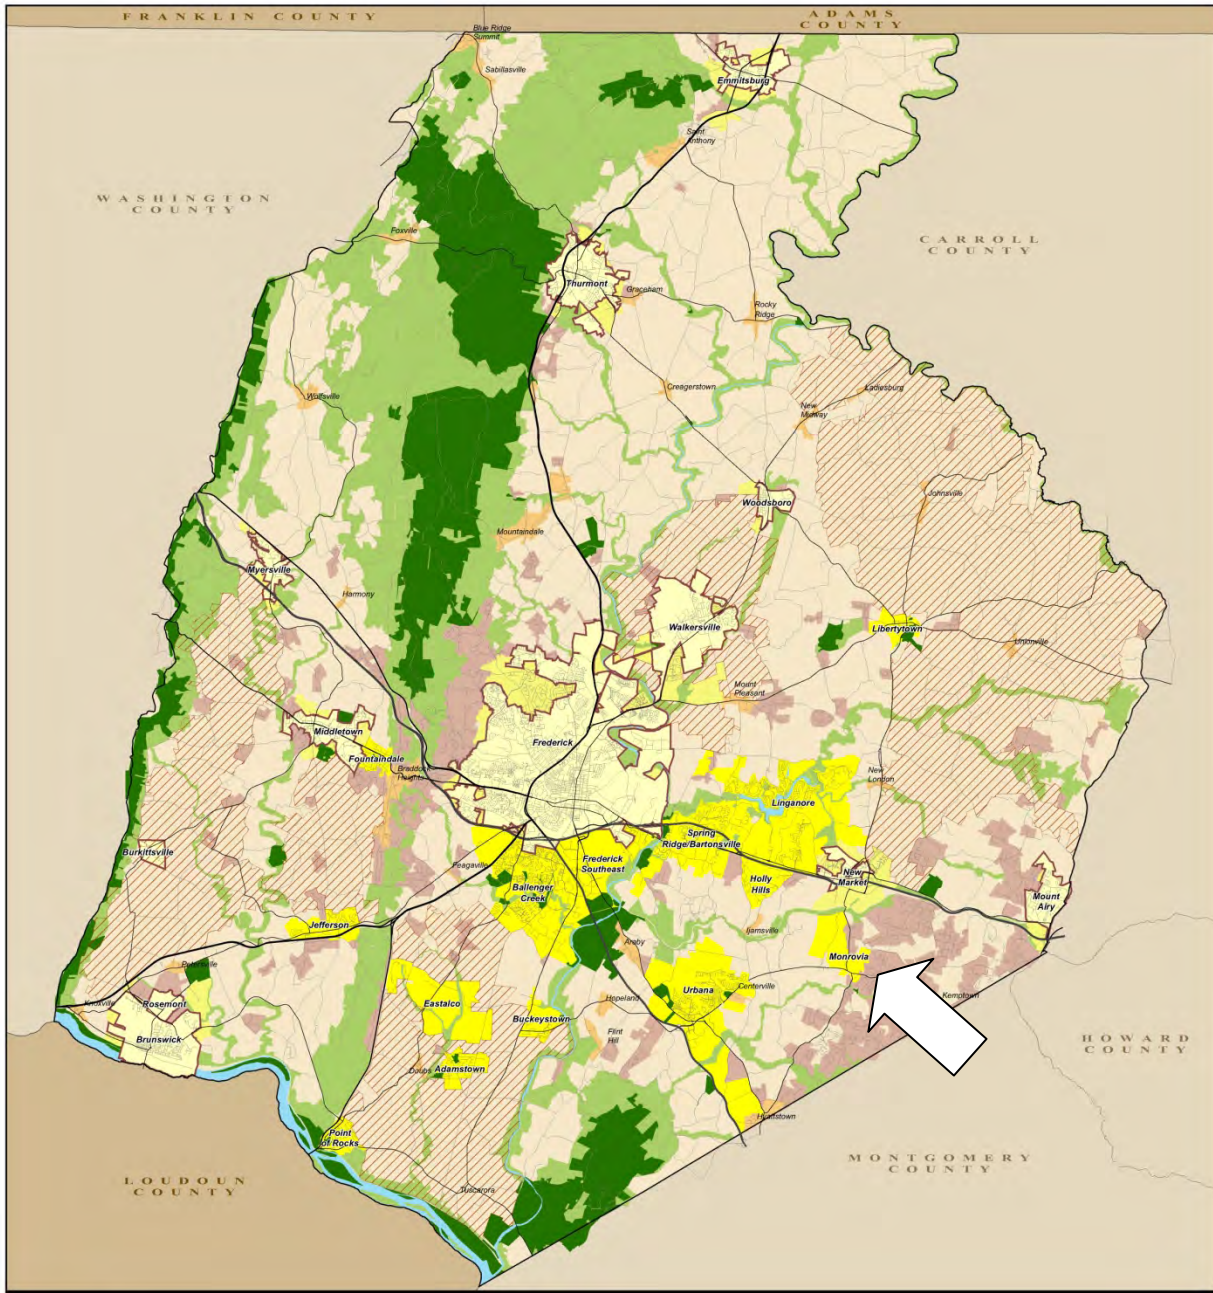 FRANKLIN COUNTY
ADAMS
COUNTY
Blue Ridge
Summit
Sabillasville
Emmitsburg
Saint
Anthony
WASHINGTON
COUNTY
Foxville
CARROLL
COUNTY
Thurmont
Graceham
Rocky
Ridge
Creagerstown
Ladiesburg
Wolfsville
New
Midway
Woodsboro
Johnsville
Mountaindale
Myersville
Harmony
Walkersville
Libertytown
Unionville
Mount
Pleasant
Middletown
Frederick
Fountaindale
Braddock
Heights
New
London
Linganore
Spring
Ridge/Bartonsville
Burkittsville
Feagaville
Frederick
Southeast
Holly
Hills
New
Market
Ballenger
Creek
Mount
Airy
Jefferson
Ijamsville
Araby
Monrovia
Petersville
Knoxville
Rosemont
Eastalco
Urbana
Centerville
Kemptown
Hopeland
Buckeystown
Flint
Hill
Brunswick
HOWARD
COUNTY
Doubs
Adamstown
Hyattstown
Point
of Rocks
MONTGOMERY
COUNTY
LOUDOUN
COUNTY
Tuscarora